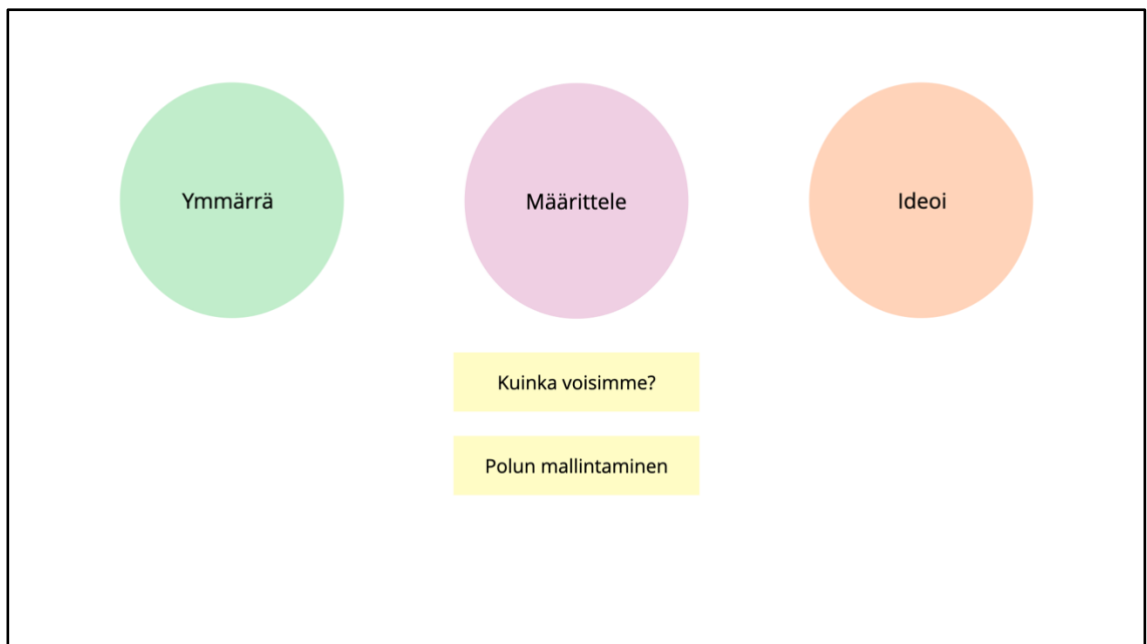 Ymmärrä
Määrittele
Ideoi
Kuinka voisimme?
Polun mallintaminen